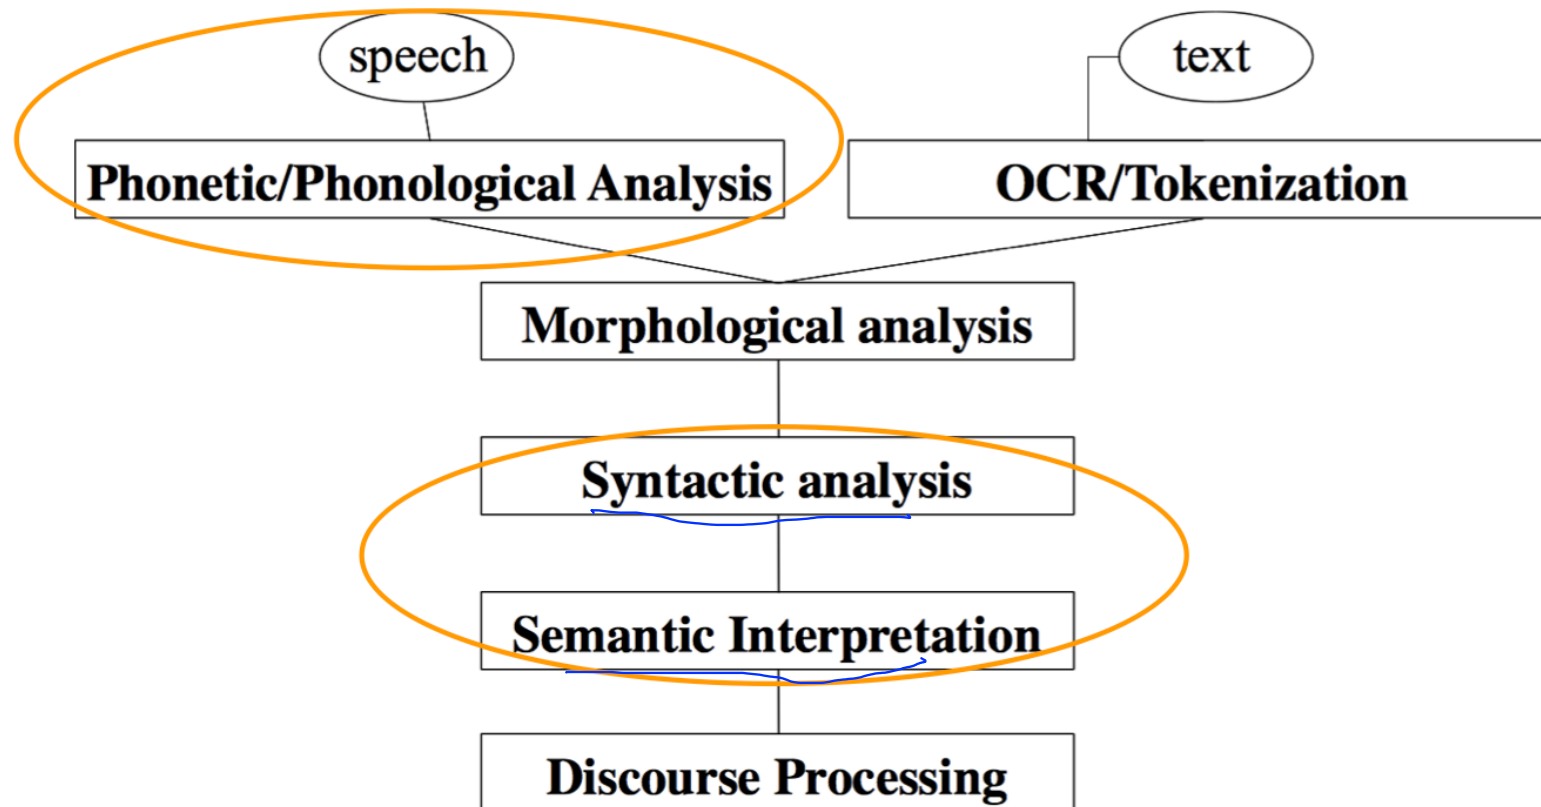 speech
text
Phonetic/Phonological Analysis
OCR/Tokenization
Morphological analysis
Syntactic analysis
Semantic Interpretation
Discourse Processing